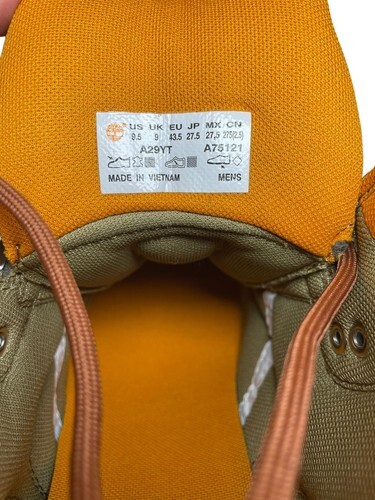 US UK EU JP MX CN
9.5 9 43.5 27.5 27.5 275(2.5)
A29YT A75121
MADE IN VIETNAM MEN'S